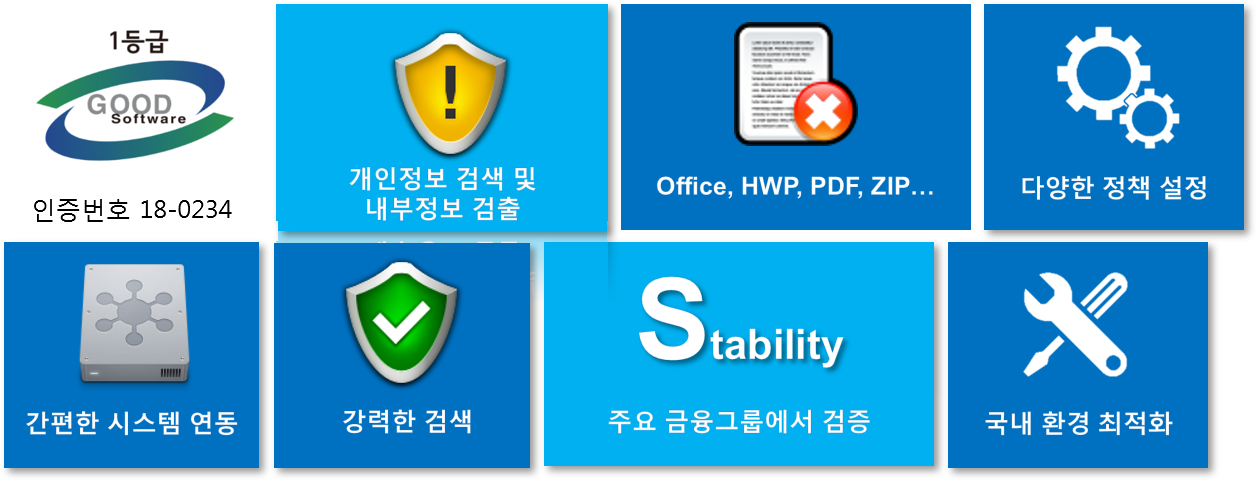 1등급
GOOD
Software
인증번호 18-0234
개인정보 검색 및
내부정보 검출
Office, HWP, PDF, ZIP...
다양한 정책 설정
간편한 시스템 연동
강력한 검색
Stability
주요 금융그룹에서 검증
국내 환경 최적화